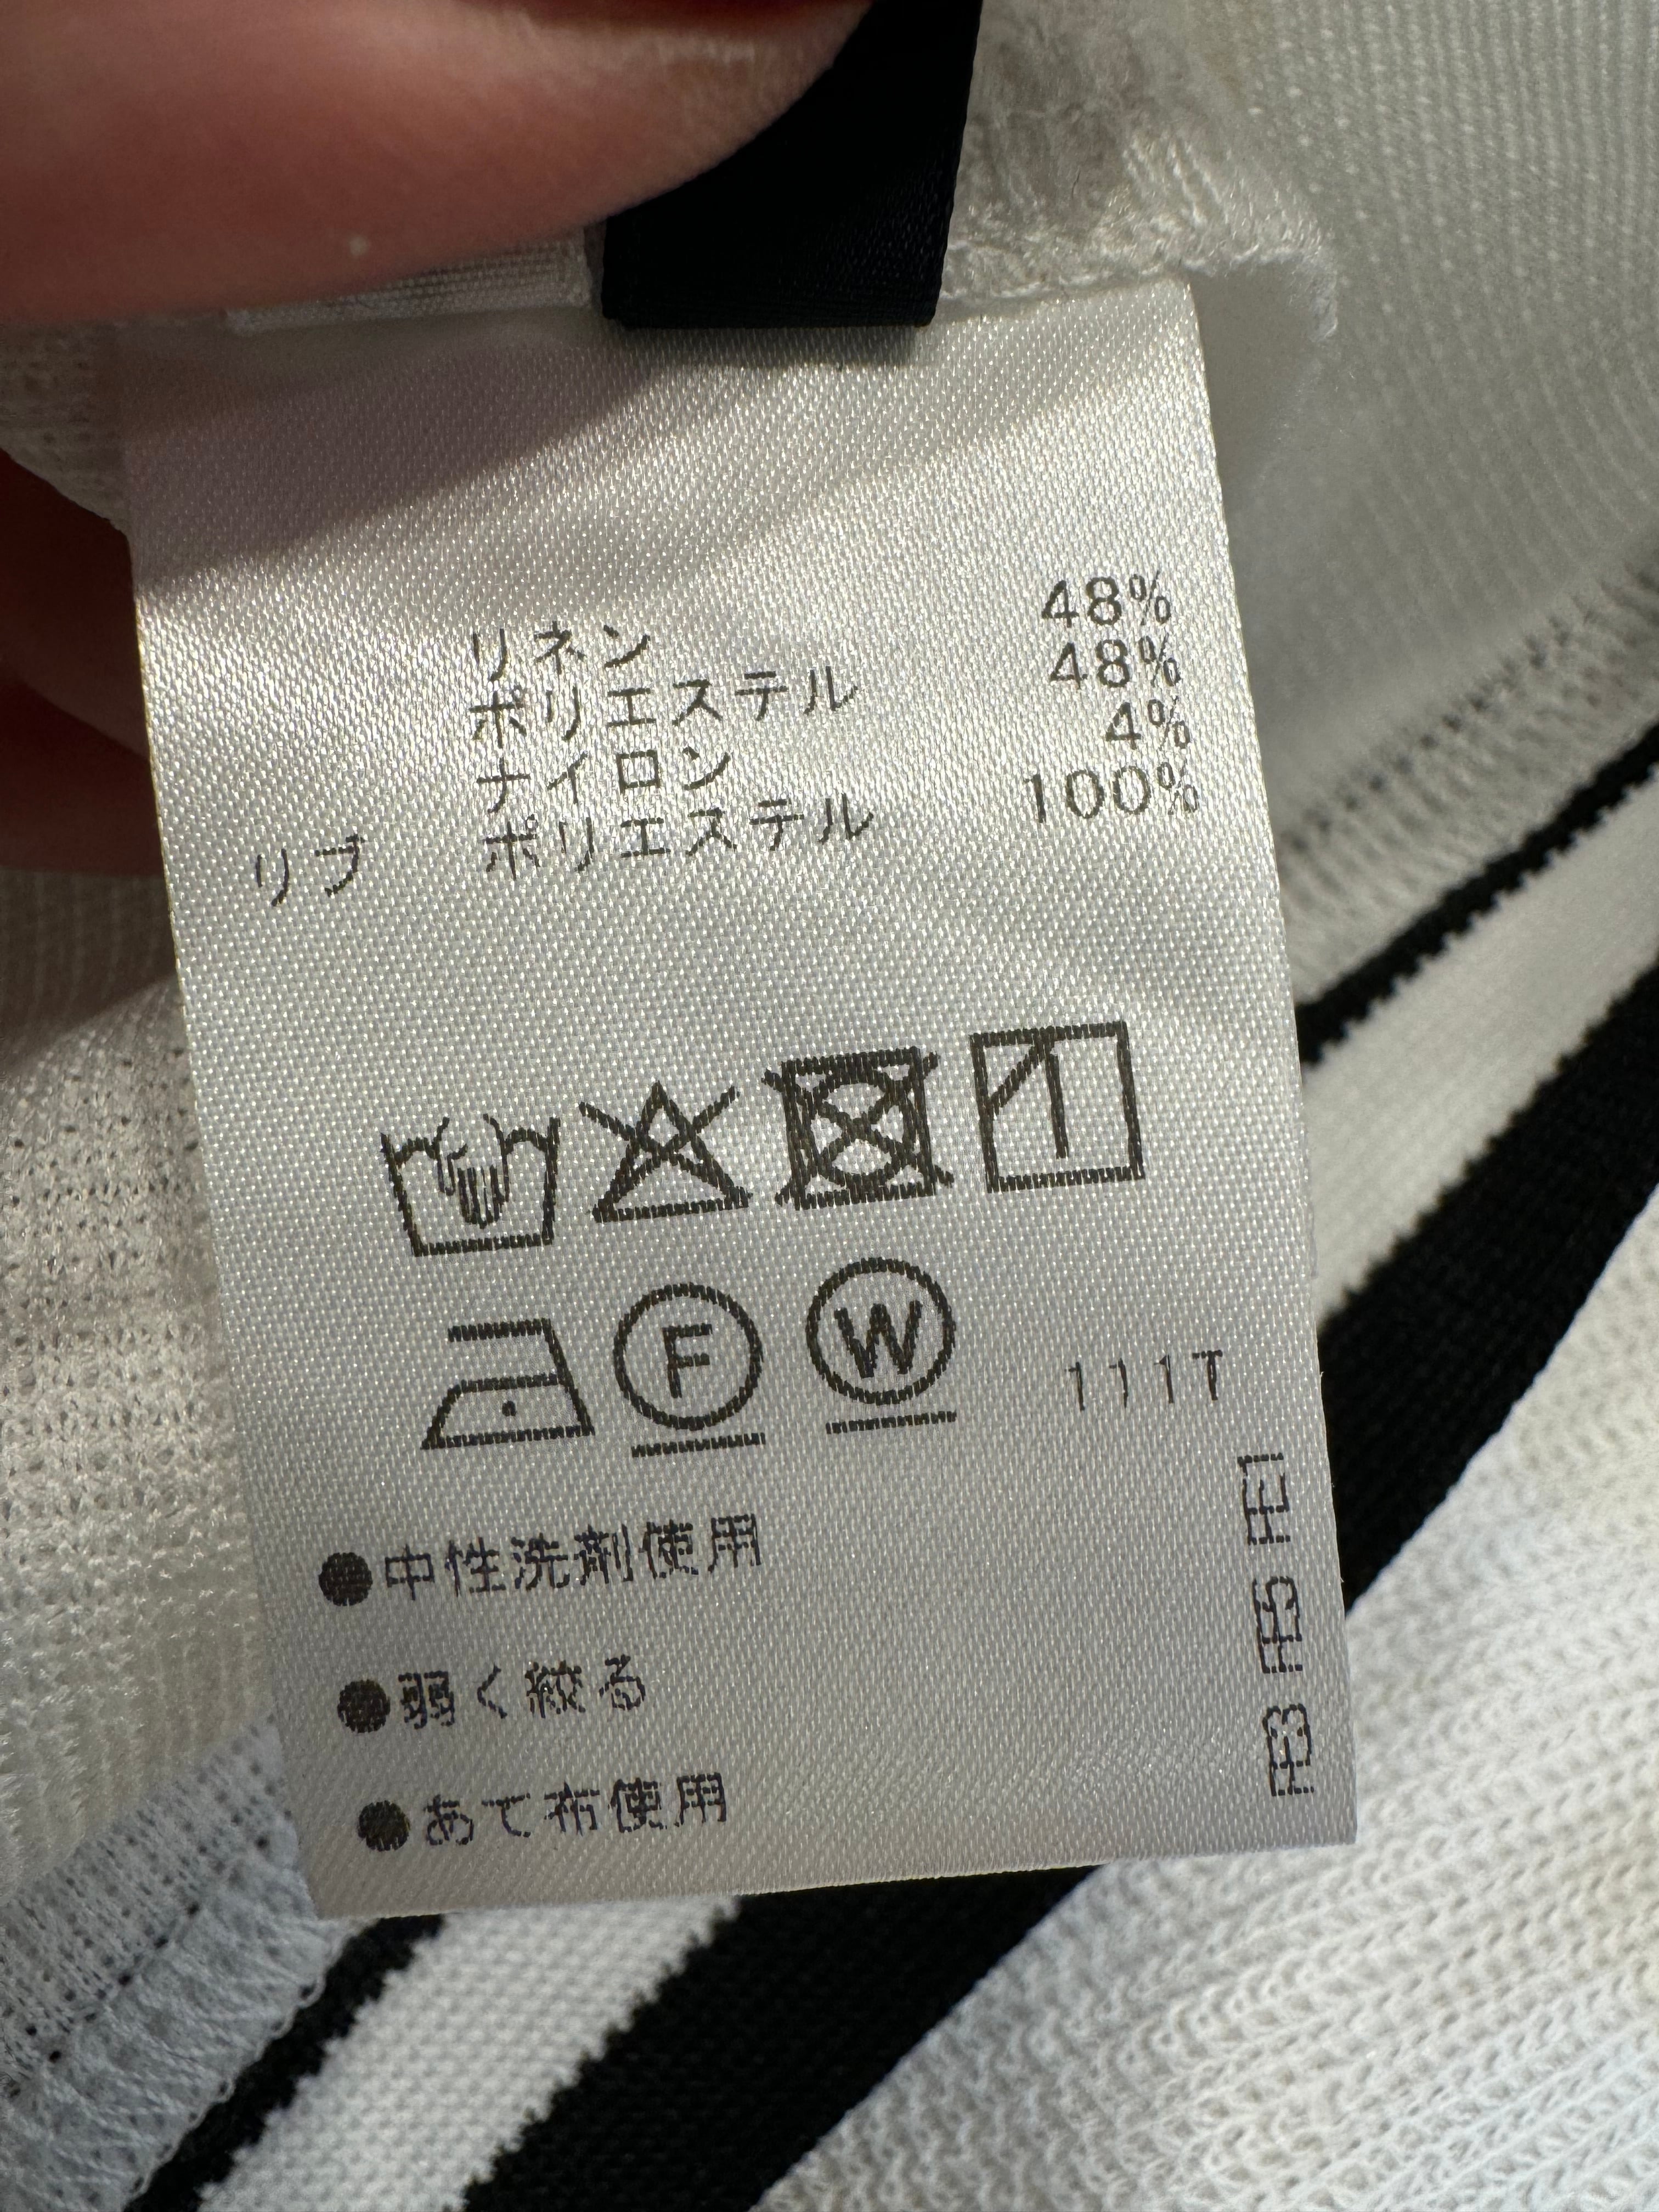 リネン 48%
ポリエステル 48%
ナイロン 4%
リブ ポリエステル 100%
F W 111T
●中性洗剤使用
●弱く絞る
●あて布使用